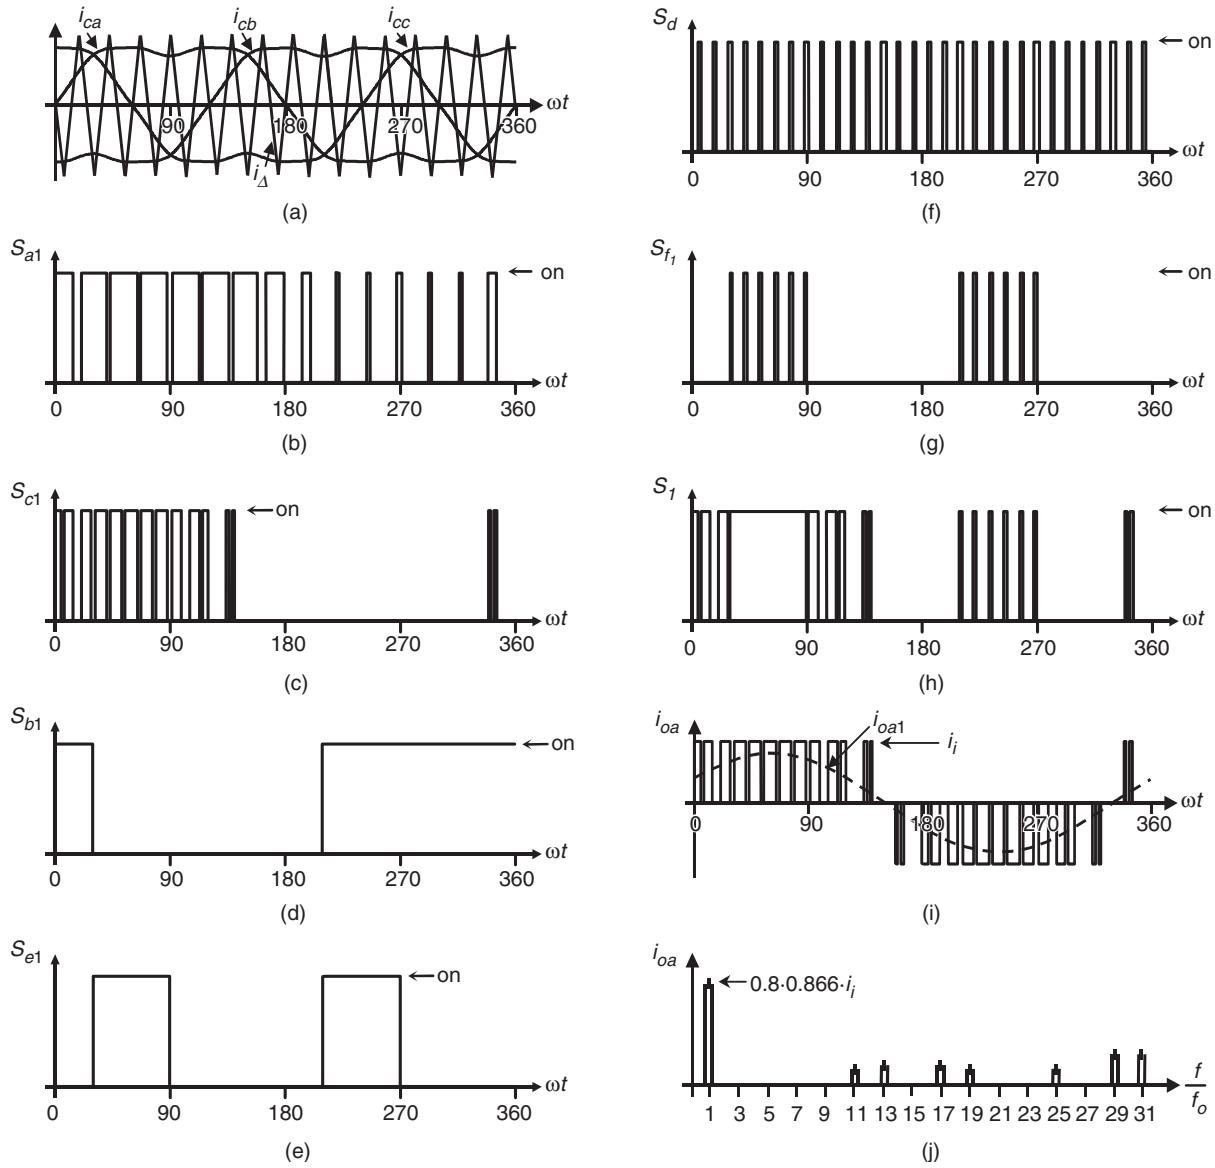 i_ca i_cb i_cc
ωt
90 180 270 360
i_Δ
(a)
S_a1
on
ωt
0 90 180 270 360
(b)
S_c1
on
ωt
0 90 180 270 360
(c)
S_b1
on
ωt
0 90 180 270 360
(d)
S_e1
on
ωt
0 90 180 270 360
(e)
S_d
on
ωt
0 90 180 270 360
(f)
S_f1
on
ωt
0 90 180 270 360
(g)
S_1
on
ωt
0 90 180 270 360
(h)
i_oa
i_oa1
i_i
ωt
0 90 180 270 360
(i)
i_oa
0.8·0.866·i_i
f
f_o
1 3 5 7 9 11 13 15 17 19 21 23 25 27 29 31
(j)